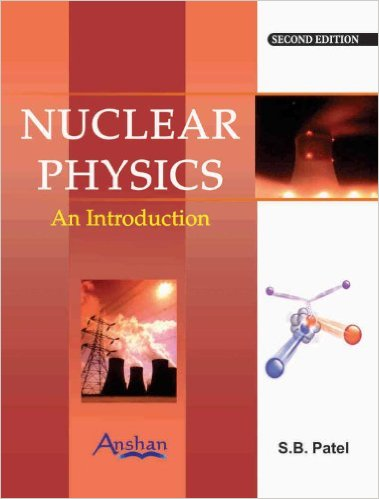 SECOND EDITION
NUCLEAR
PHYSICS
An Introduction
Anshan
S.B. Patel